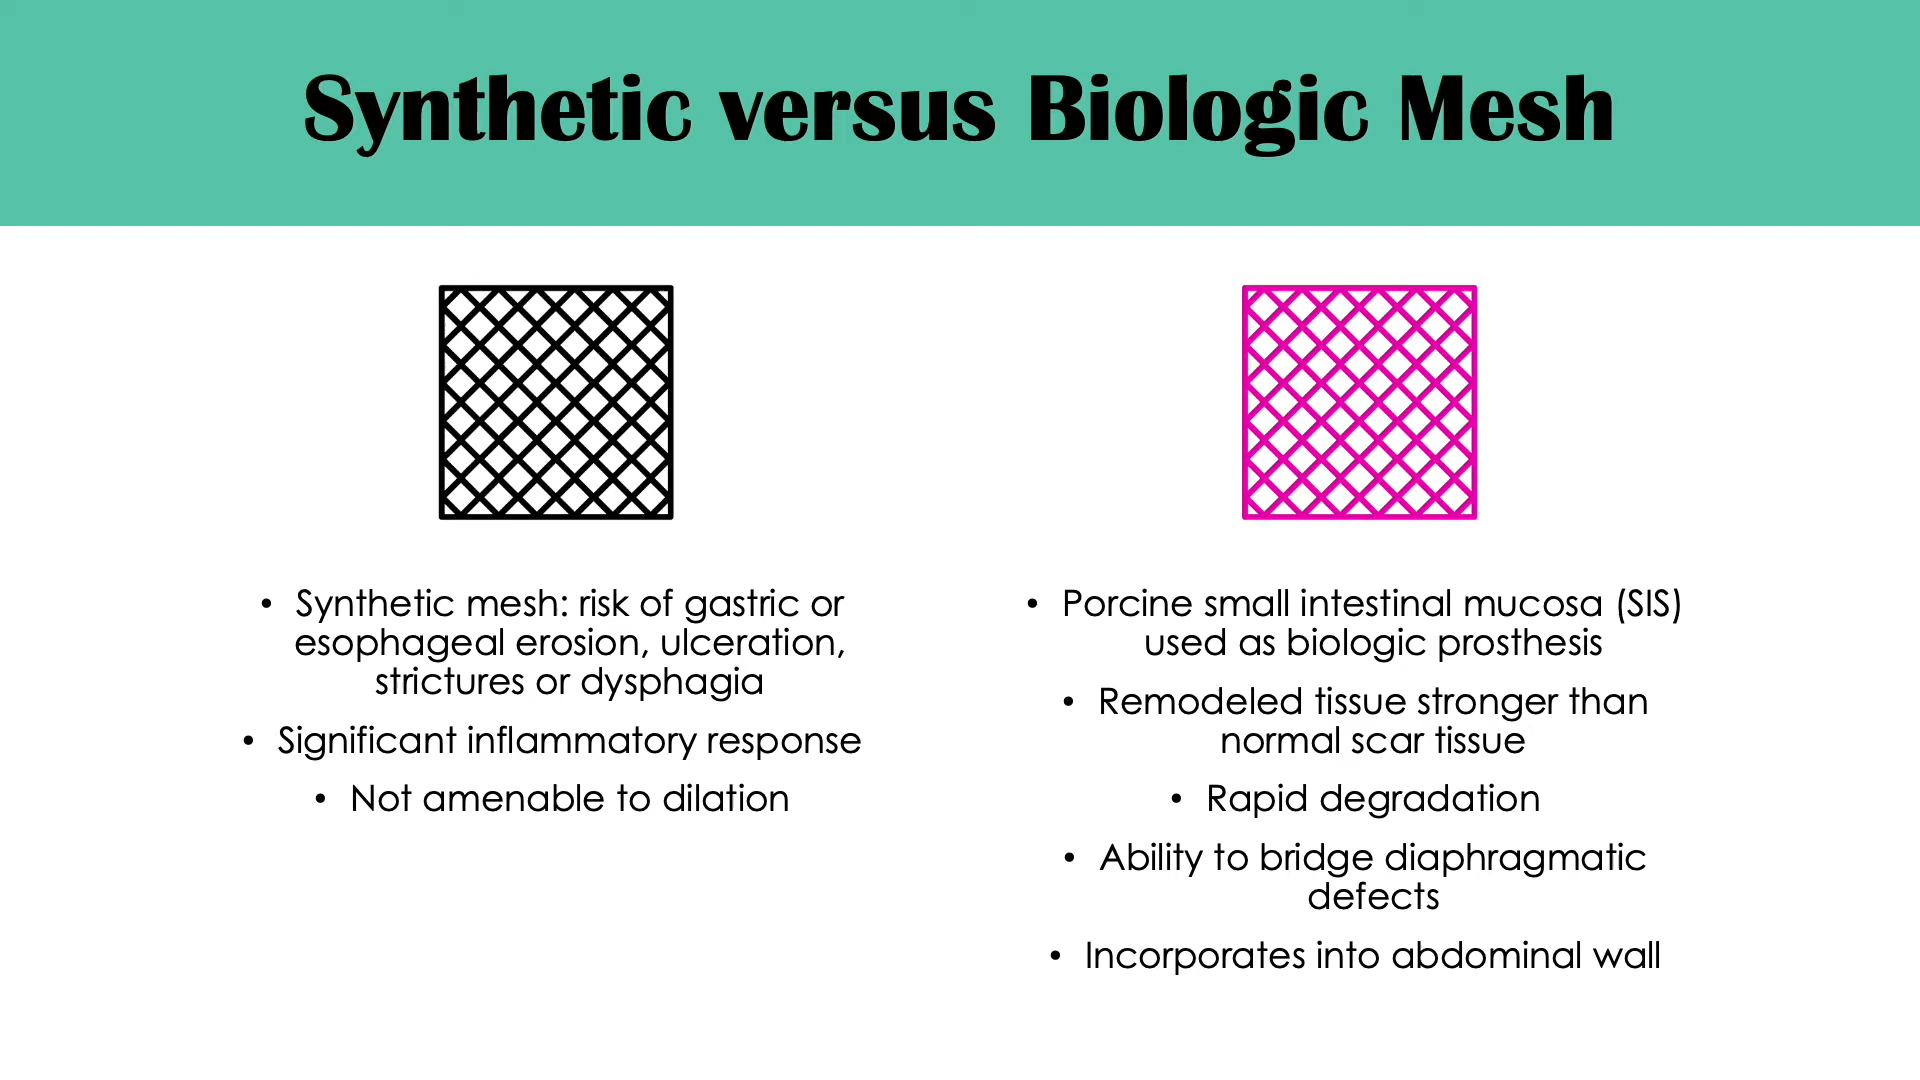 Synthetic versus Biologic Mesh
• Synthetic mesh: risk of gastric or
esophageal erosion, ulceration,
strictures or dysphagia
• Significant inflammatory response
• Not amenable to dilation
• Porcine small intestinal mucosa (SIS)
used as biologic prosthesis
• Remodeled tissue stronger than
normal scar tissue
• Rapid degradation
• Ability to bridge diaphragmatic
defects
• Incorporates into abdominal wall